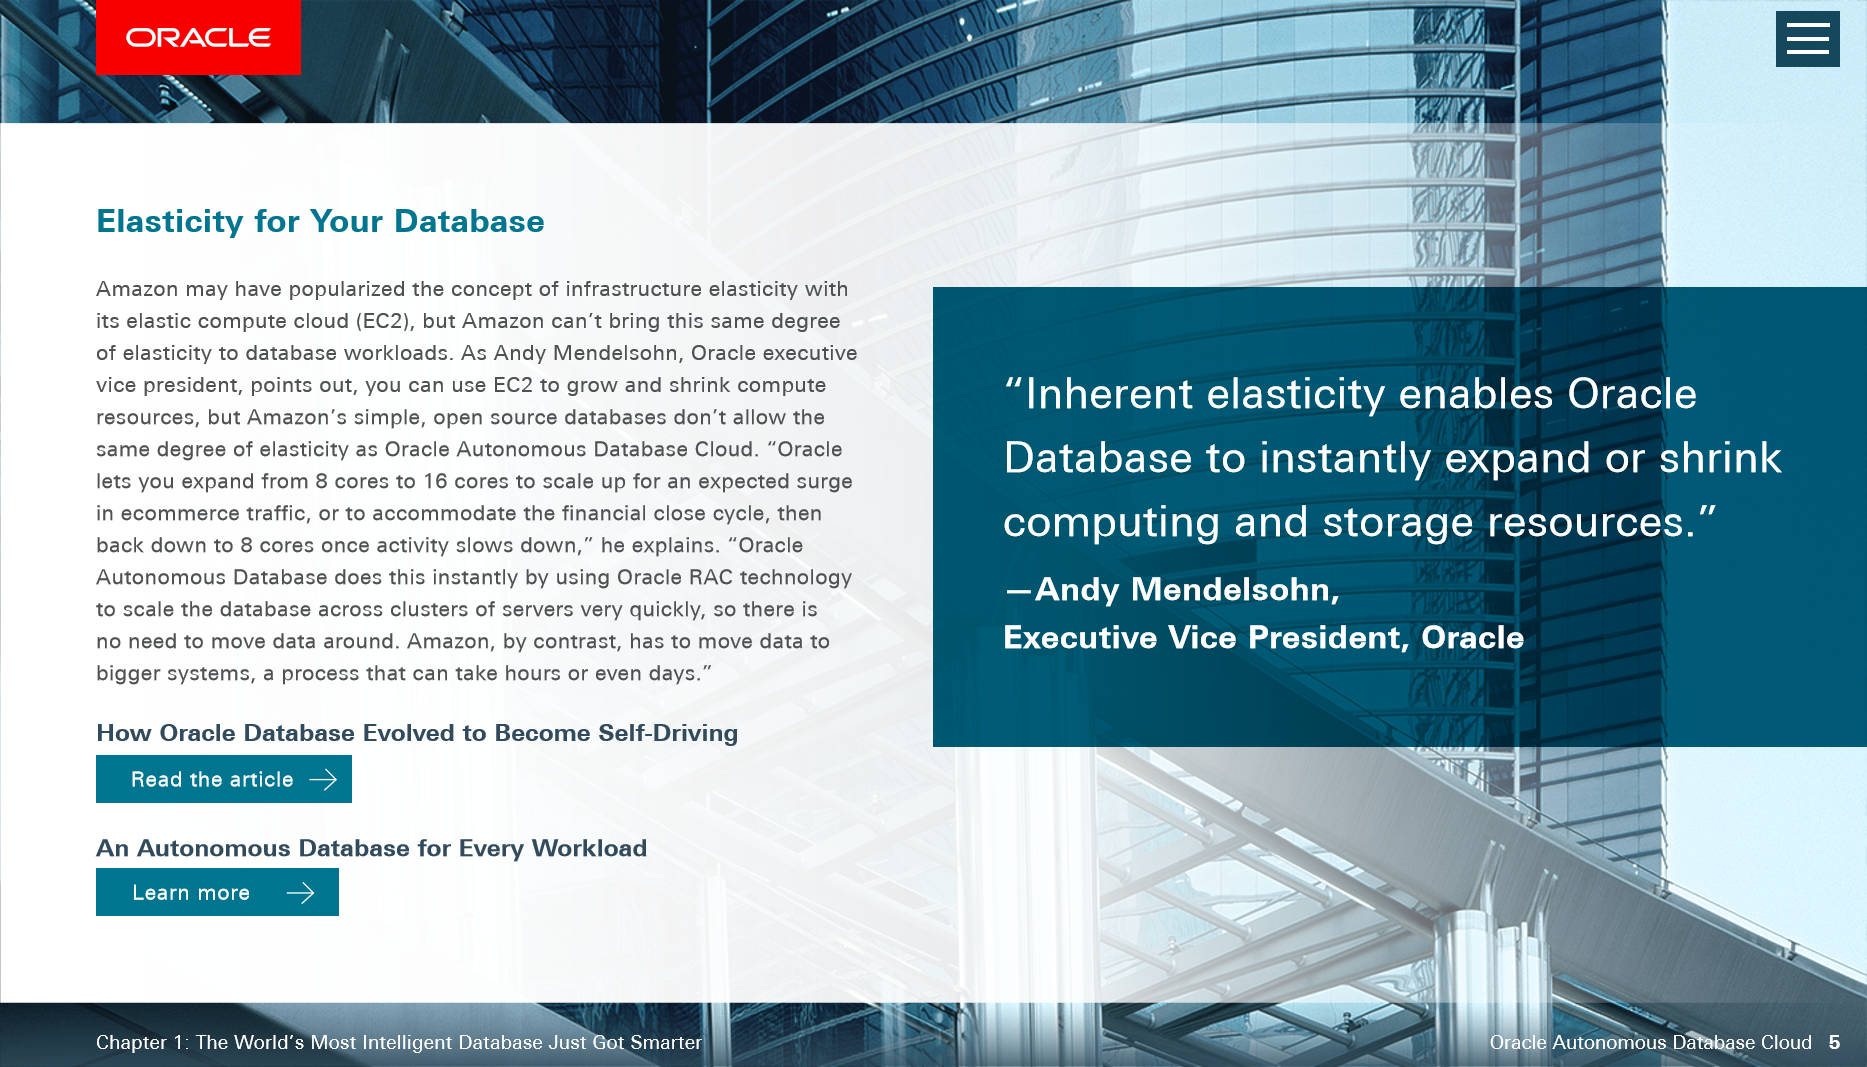 ORACLE
Elasticity for Your Database
Amazon may have popularized the concept of infrastructure elasticity with
its elastic compute cloud (EC2), but Amazon can’t bring this same degree
of elasticity to database workloads. As Andy Mendelsohn, Oracle executive
vice president, points out, you can use EC2 to grow and shrink compute
resources, but Amazon’s simple, open source databases don’t allow the
same degree of elasticity as Oracle Autonomous Database Cloud. “Oracle
lets you expand from 8 cores to 16 cores to scale up for an expected surge
in ecommerce traffic, or to accommodate the financial close cycle, then
back down to 8 cores once activity slows down,” he explains. “Oracle
Autonomous Database does this instantly by using Oracle RAC technology
to scale the database across clusters of servers very quickly, so there is
no need to move data around. Amazon, by contrast, has to move data to
bigger systems, a process that can take hours or even days.”
How Oracle Database Evolved to Become Self-Driving
Read the article
An Autonomous Database for Every Workload
Learn more
“Inherent elasticity enables Oracle
Database to instantly expand or shrink
computing and storage resources.”
—Andy Mendelsohn,
Executive Vice President, Oracle
Chapter 1: The World’s Most Intelligent Database Just Got Smarter
Oracle Autonomous Database Cloud 5